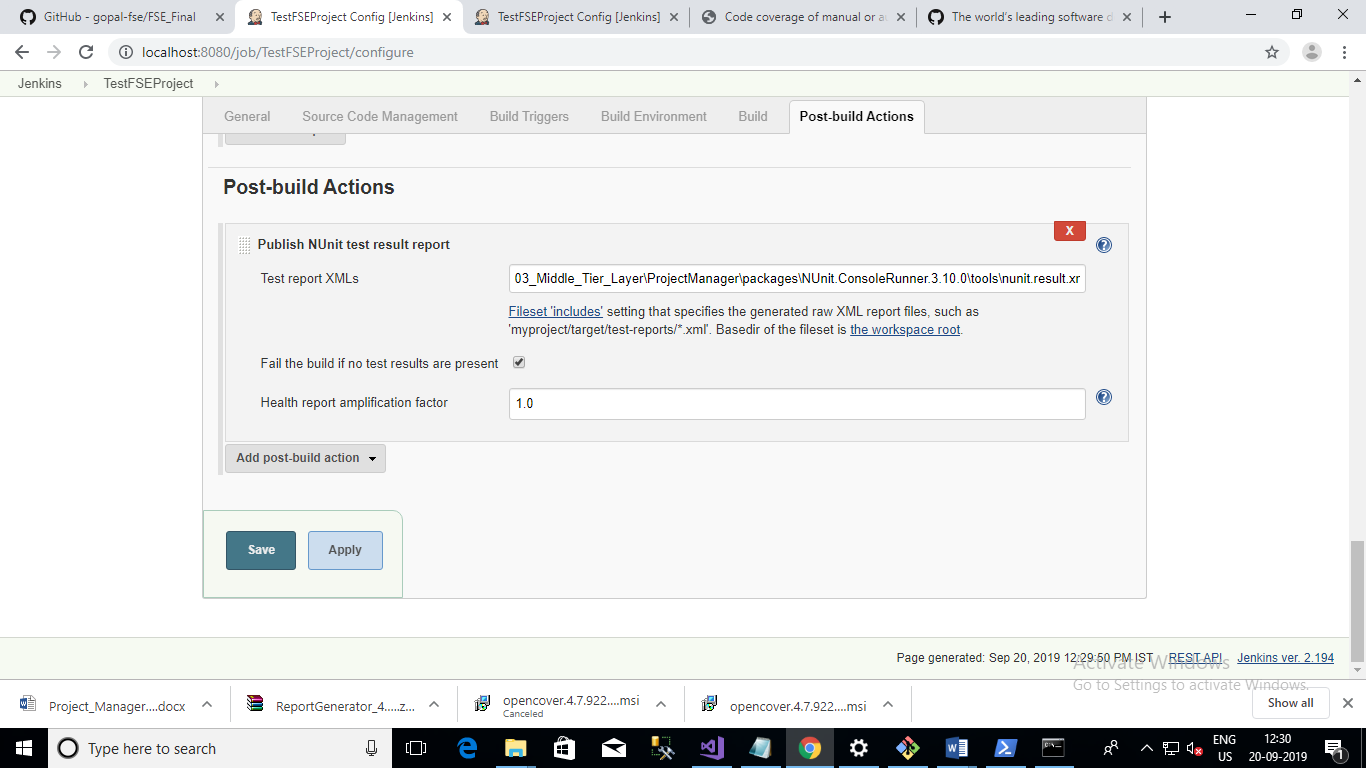 GitHub - gopal-fse/FSE_Final
TestFSEProject Config [Jenkins]
TestFSEProject Config [Jenkins]
Code coverage of manual or au
The world's leading software d
localhost:8080/job/TestFSEProject/configure
Jenkins
TestFSEProject
General
Source Code Management
Build Triggers
Build Environment
Build
Post-build Actions
Post-build Actions
X
Publish NUnit test result report
Test report XMLs
03_Middle_Tier_Layer\ProjectManager\packages\NUnit.ConsoleRunner.3.10.0\tools\nunit.result.xr
Fileset 'includes' setting that specifies the generated raw XML report files, such as
'myproject/target/test-reports/*.xml'. Basedir of the fileset is the workspace root.
Fail the build if no test results are present
Health report amplification factor
1.0
Add post-build action
Save
Apply
Page generated: Sep 20, 2019 12:29:50 PM IST
REST API
Jenkins ver. 2.194
Activate Windows
Go to Settings to activate Windows.
Project_Manager....docx
ReportGenerator_4.....z...
opencover.4.7.922....msi
Canceled
opencover.4.7.922....msi
Show all
Type here to search
ENG
US
12:30
20-09-2019
1